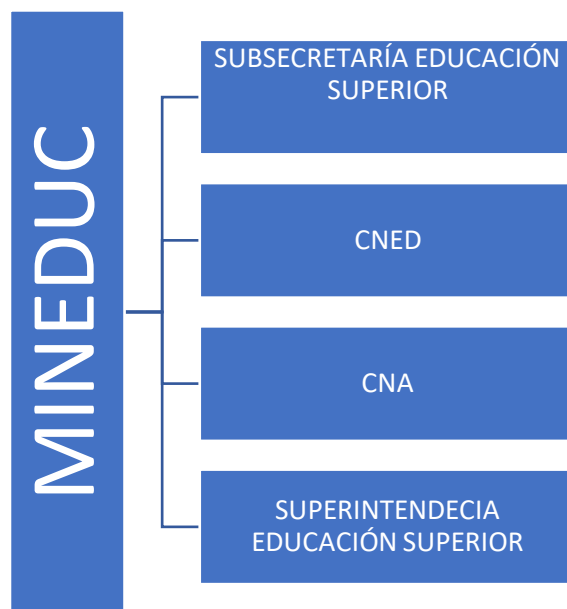 MINEDUC
SUBSECRETARÍA EDUCACIÓN
SUPERIOR
CNED
CNA
SUPERINTENDECIA
EDUCACIÓN SUPERIOR